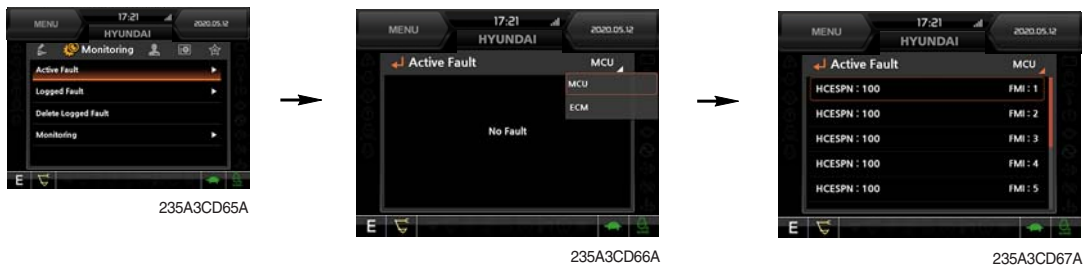 MENU
17:21
2020.05.12
HYUNDAI
Monitoring
Active Fault
Logged Fault
Delete Logged Fault
Monitoring
E
235A3CD65A
MENU
17:21
2020.05.12
HYUNDAI
Active Fault
MCU
MCU
ECM
No Fault
E
235A3CD66A
MENU
17:21
2020.05.12
HYUNDAI
Active Fault
MCU
HCESPN : 100
FMI : 1
HCESPN : 100
FMI : 2
HCESPN : 100
FMI : 3
HCESPN : 100
FMI : 4
HCESPN : 100
FMI : 5
E
235A3CD67A